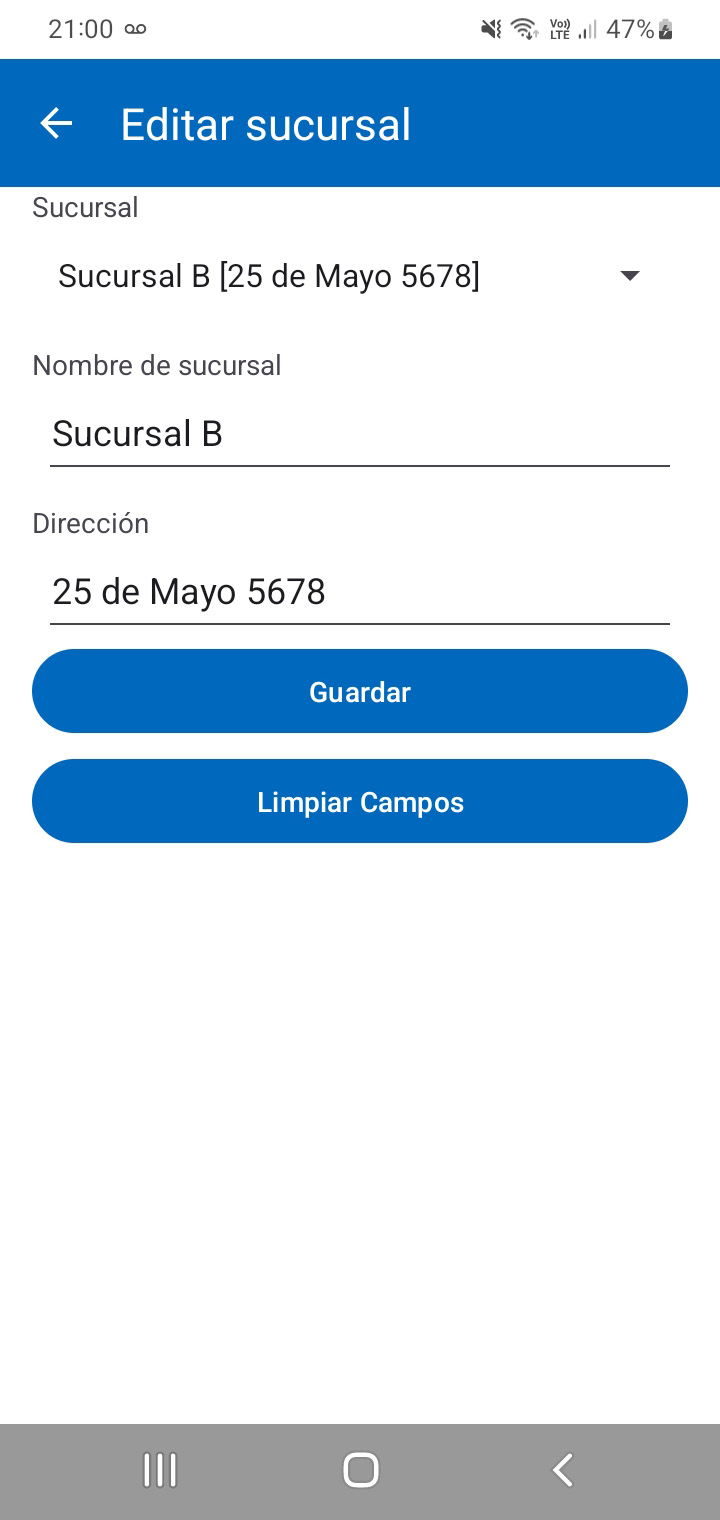 21:00
Vo)) LTE
47%
Editar sucursal
Sucursal
Sucursal B [25 de Mayo 5678]
Nombre de sucursal
Sucursal B
Dirección
25 de Mayo 5678
Guardar
Limpiar Campos